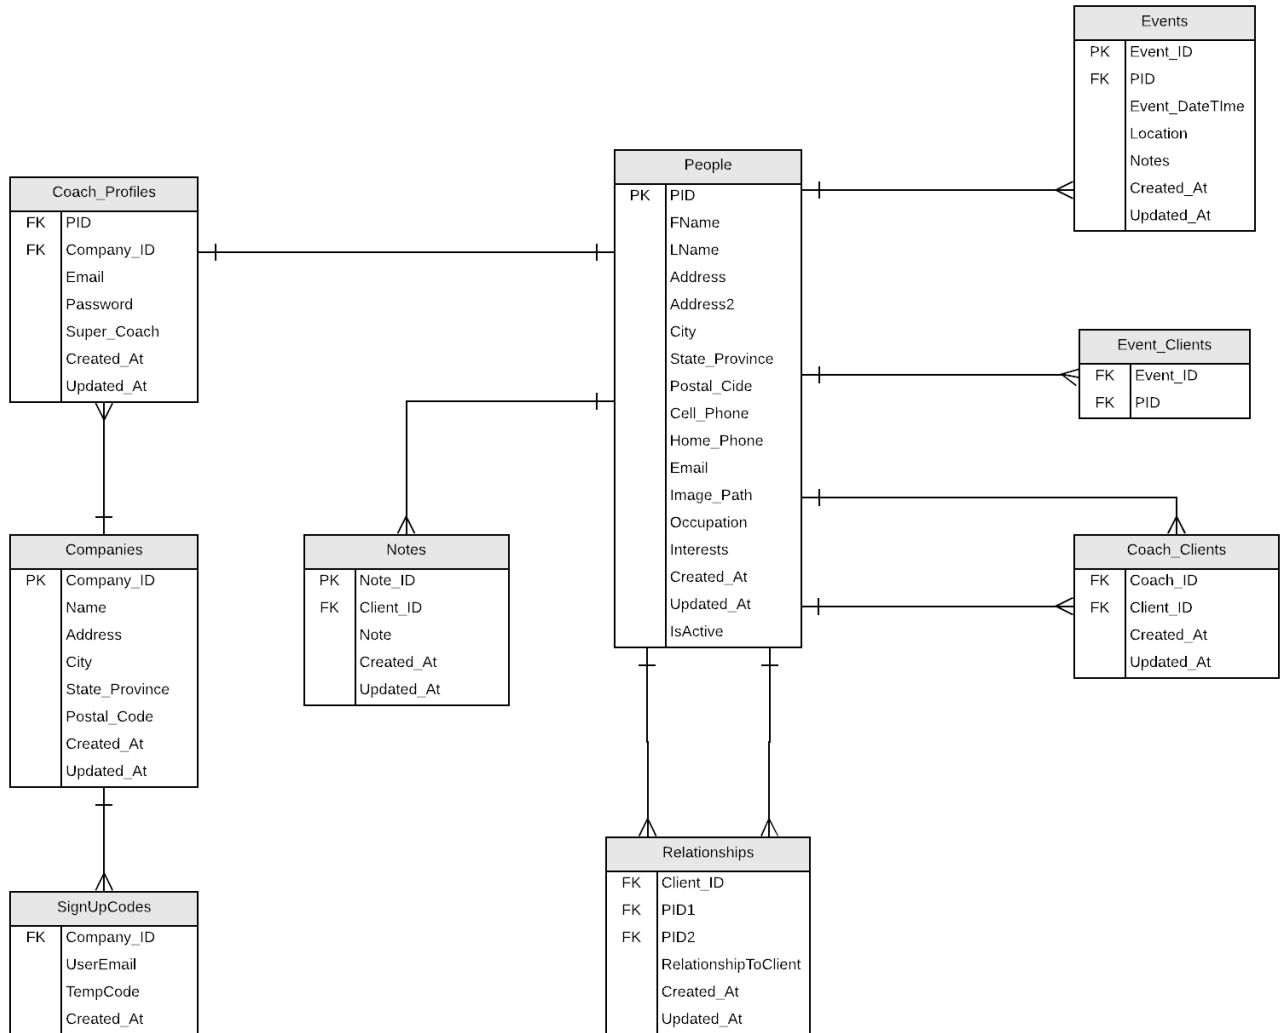 Events
PK Event_ID
FK PID
Event_DateTIme
Location
Notes
Created_At
Updated_At
People
PK PID
FName
LName
Address
Address2
City
State_Province
Postal_Cide
Cell_Phone
Home_Phone
Email
Image_Path
Occupation
Interests
Created_At
Updated_At
IsActive
Coach_Profiles
FK PID
FK Company_ID
Email
Password
Super_Coach
Created_At
Updated_At
Event_Clients
FK Event_ID
FK PID
Companies
PK Company_ID
Name
Address
City
State_Province
Postal_Code
Created_At
Updated_At
Notes
PK Note_ID
FK Client_ID
Note
Created_At
Updated_At
Coach_Clients
FK Coach_ID
FK Client_ID
Created_At
Updated_At
Relationships
FK Client_ID
FK PID1
FK PID2
RelationshipToClient
Created_At
Updated_At
SignUpCodes
FK Company_ID
UserEmail
TempCode
Created_At